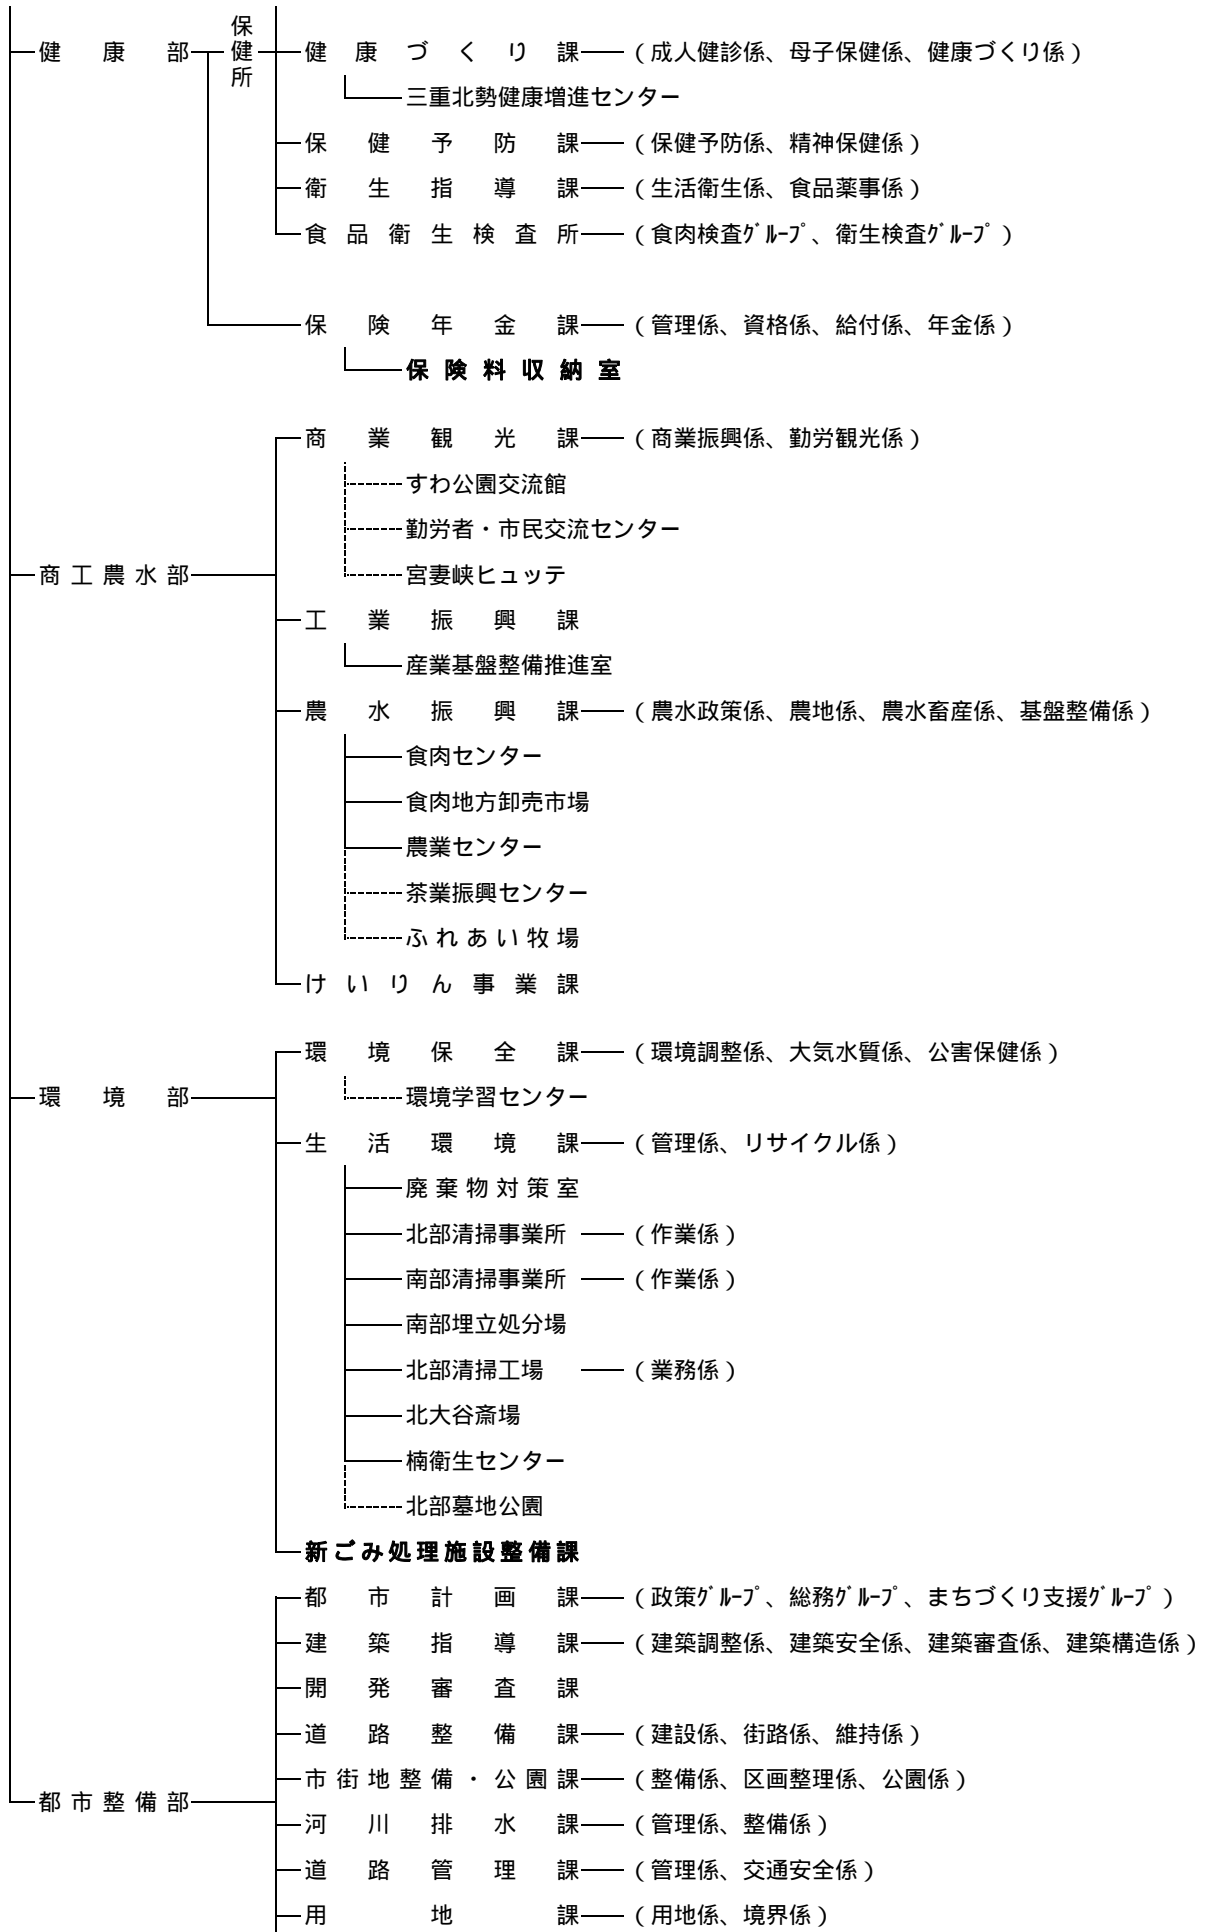 健康部 保健所 健康づくり課 (成人健診係、母子保健係、健康づくり係)
三重北勢健康増進センター
保健予防課 (保健予防係、精神保健係)
衛生指導課 (生活衛生係、食品薬事係)
食品衛生検査所 (食肉検査ｸﾞﾙｰﾌﾟ、衛生検査ｸﾞﾙｰﾌﾟ)
保険年金課 (管理係、資格係、給付係、年金係)
保険料収納室
商業観光課 (商業振興係、勤労観光係)
すわ公園交流館
勤労者・市民交流センター
商工農水部 宮妻峡ヒュッテ
工業振興課
産業基盤整備推進室
農水振興課 (農水政策係、農地係、農水畜産係、基盤整備係)
食肉センター
食肉地方卸売市場
農業センター
茶業振興センター
ふれあい牧場
けいりん事業課
環境保全課 (環境調整係、大気水質係、公害保健係)
環境部 環境学習センター
生活環境課 (管理係、リサイクル係)
廃棄物対策室
北部清掃事業所 (作業係)
南部清掃事業所 (作業係)
南部埋立処分場
北部清掃工場 (業務係)
北大谷斎場
楠衛生センター
北部墓地公園
新ごみ処理施設整備課
都市計画課 (政策ｸﾞﾙｰﾌﾟ、総務ｸﾞﾙｰﾌﾟ、まちづくり支援ｸﾞﾙｰﾌﾟ)
建築指導課 (建築調整係、建築安全係、建築審査係、建築構造係)
開発審査課
道路整備課 (建設係、街路係、維持係)
市街地整備・公園課 (整備係、区画整理係、公園係)
都市整備部
河川排水課 (管理係、整備係)
道路管理課 (管理係、交通安全係)
用地課 (用地係、境界係)